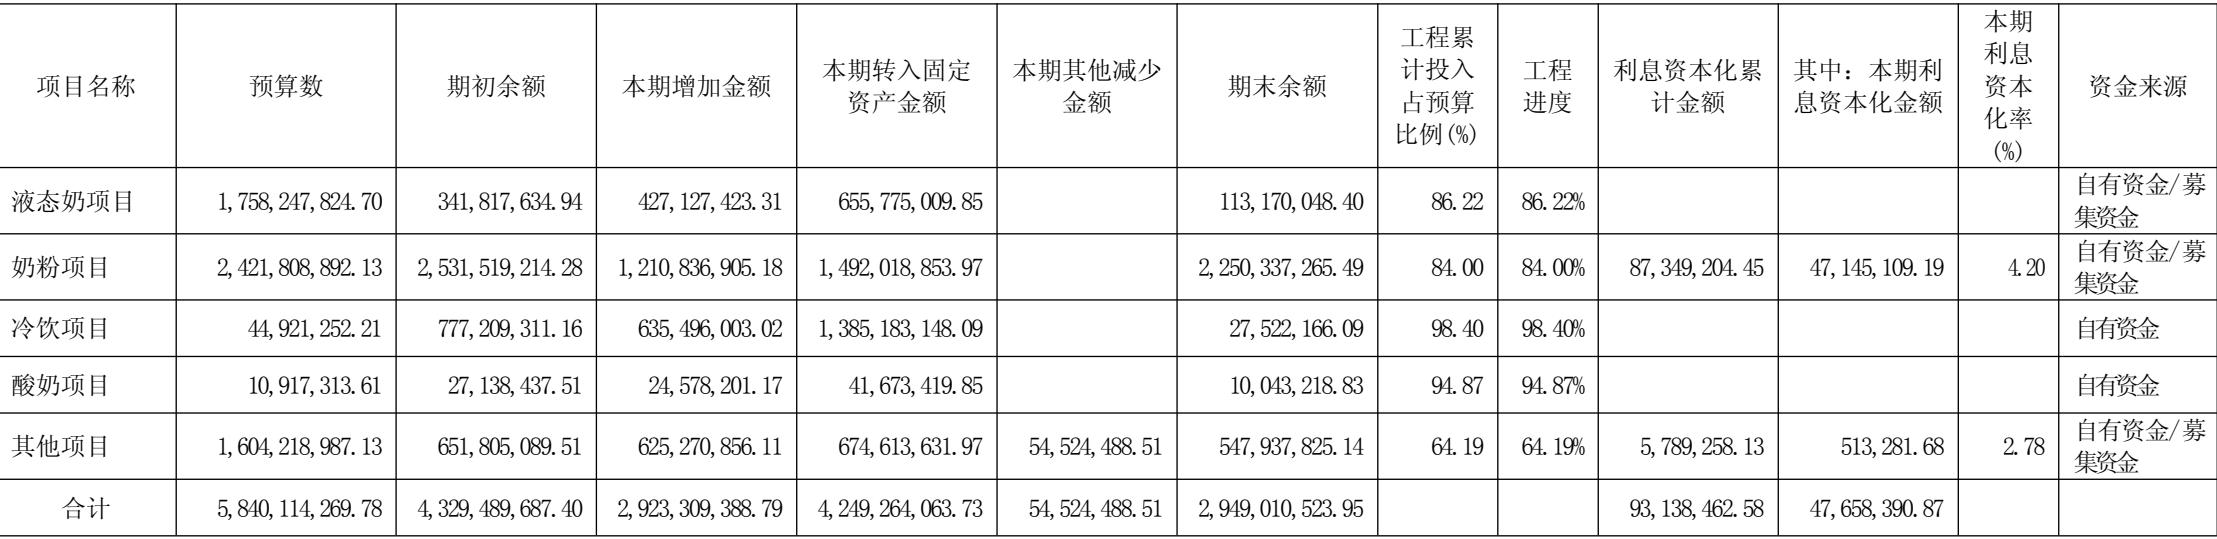 项目名称 预算数 期初余额 本期增加金额 本期转入固定资产金额 本期其他减少金额 期末余额 工程累计投入占预算比例(%) 工程进度 利息资本化累计金额 其中：本期利息资本化金额 本期利息资本化率(%) 资金来源
液态奶项目 1,758,247,824.70 341,817,634.94 427,127,423.31 655,775,009.85 113,170,048.40 86.22 86.22% 自有资金/募集资金
奶粉项目 2,421,808,892.13 2,531,519,214.28 1,210,836,905.18 1,492,018,853.97 2,250,337,265.49 84.00 84.00% 87,349,204.45 47,145,109.19 4.20 自有资金/募集资金
冷饮项目 44,921,252.21 777,209,311.16 635,496,003.02 1,385,183,148.09 27,522,166.09 98.40 98.40% 自有资金
酸奶项目 10,917,313.61 27,138,437.51 24,578,201.17 41,673,419.85 10,043,218.83 94.87 94.87% 自有资金
其他项目 1,604,218,987.13 651,805,089.51 625,270,856.11 674,613,631.97 54,524,488.51 547,937,825.14 64.19 64.19% 5,789,258.13 513,281.68 2.78 自有资金/募集资金
合计 5,840,114,269.78 4,329,489,687.40 2,923,309,388.79 4,249,264,063.73 54,524,488.51 2,949,010,523.95 93,138,462.58 47,658,390.87